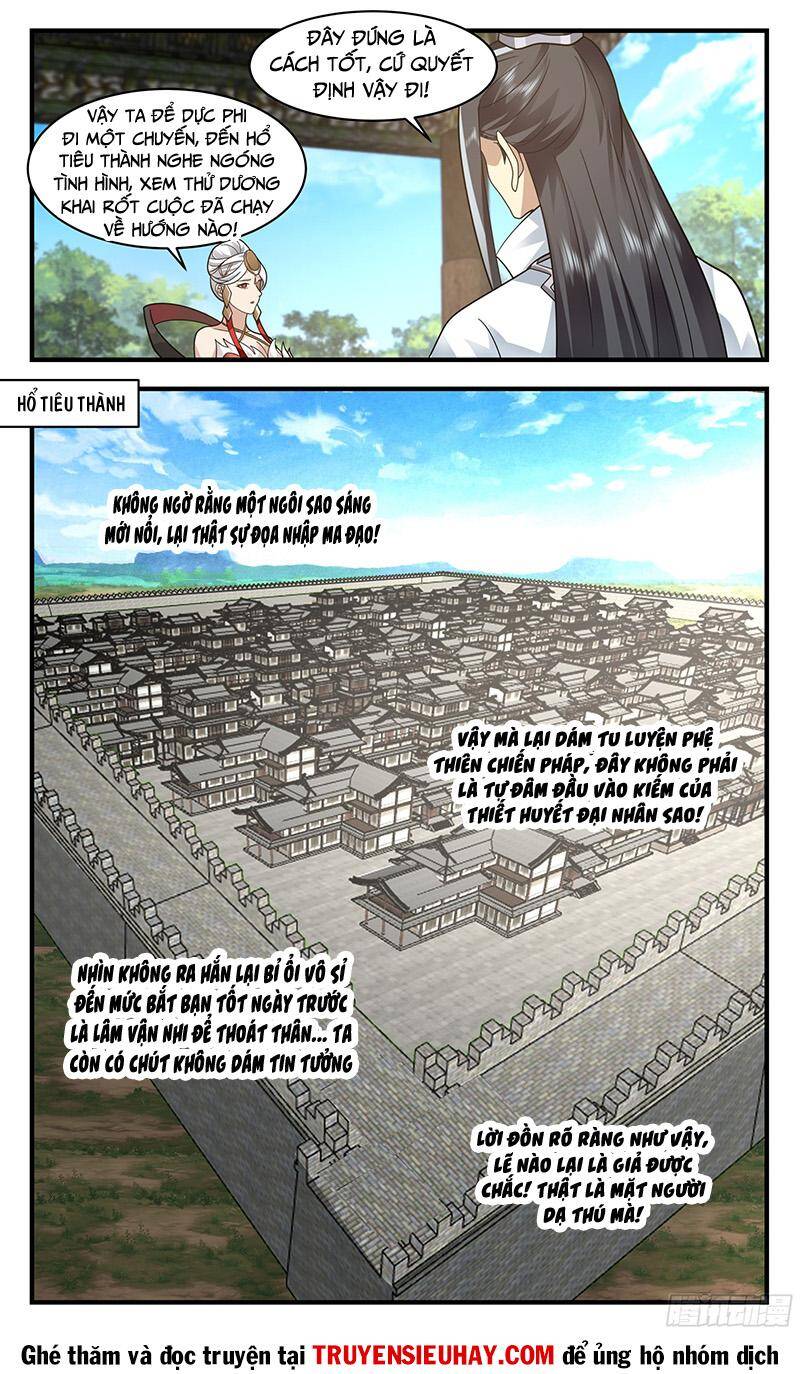 ĐÂY ĐÚNG LÀ
CÁCH TỐT, CỨ QUYẾT
ĐỊNH VẬY ĐI!
VẬY TA ĐỂ DỰC PHI
ĐI MỘT CHUYẾN, ĐẾN HỔ
TIÊU THÀNH NGHE NGÓNG
TÌNH HÌNH, XEM THỬ DƯƠNG
KHAI RỐT CUỘC ĐÃ CHẠY
VỀ HƯỚNG NÀO!
HỔ TIÊU THÀNH
KHÔNG NGỜ RẰNG MỘT NGÔI SAO SÁNG
MỚI NỔI, LẠI THẬT SỰ ĐỌA NHẬP MA ĐẠO!
VẬY MÀ LẠI DÁM TU LUYỆN PHỆ
THIÊN CHIẾN PHÁP, ĐÂY KHÔNG PHẢI
LÀ TỰ ĐÂM ĐẦU VÀO KIẾM CỦA
THIẾT HUYẾT ĐẠI NHÂN SAO!
NHÌN KHÔNG RA HẮN LẠI BỈ ỔI VÔ SỈ
ĐẾN MỨC BẮT BẠN TỐT NGÀY TRƯỚC
LÀ LÂM VẬN NHI ĐỂ THOÁT THÂN... TA
CÒN CÓ CHÚT KHÔNG DÁM TIN TƯỞNG
LỜI ĐỒN RÕ RÀNG NHƯ VẬY,
LẼ NÀO LẠI LÀ GIẢ ĐƯỢC
CHẮC! THẬT LÀ MẶT NGƯỜI
DẠ THÚ MÀ!
腾讯动漫
Ghé thăm và đọc truyện tại TRUYENSIEUHAY.COM để ủng hộ nhóm dịch